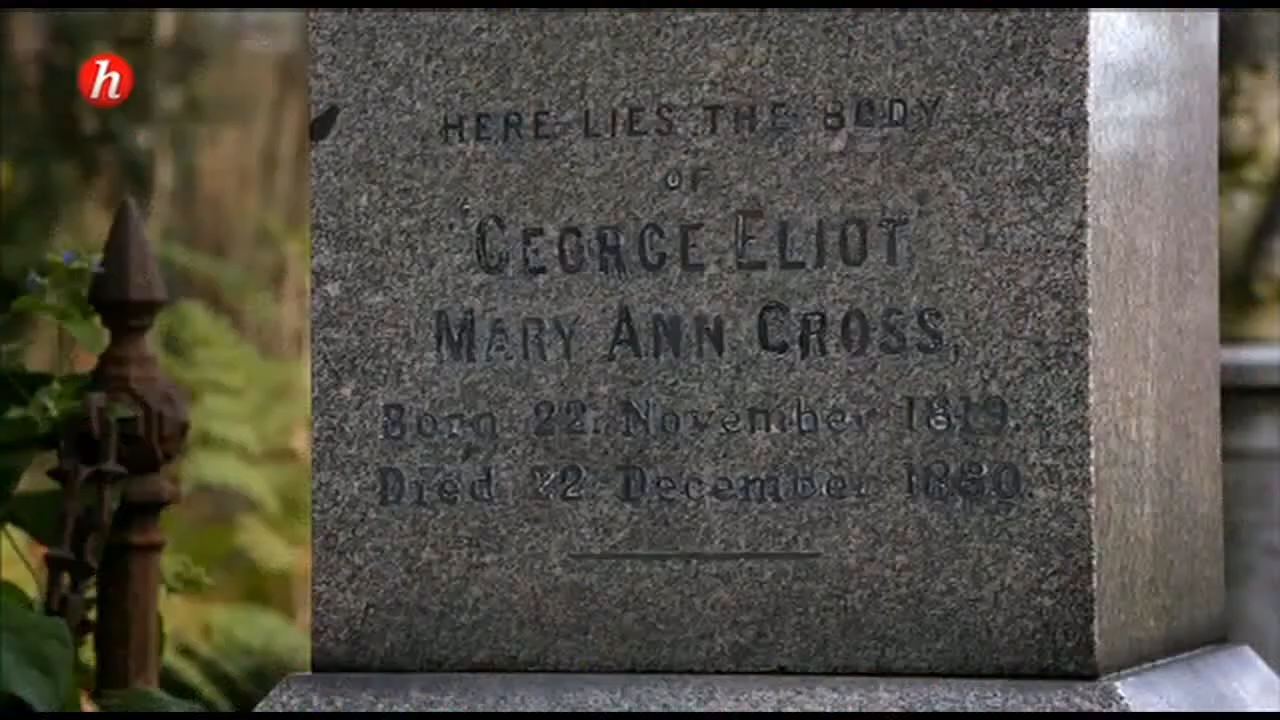 h
HERE LIES THE BODY
OF
'GEORGE ELIOT'
MARY ANN CROSS,
Born 22 November 1819.
Died 22 December 1880.